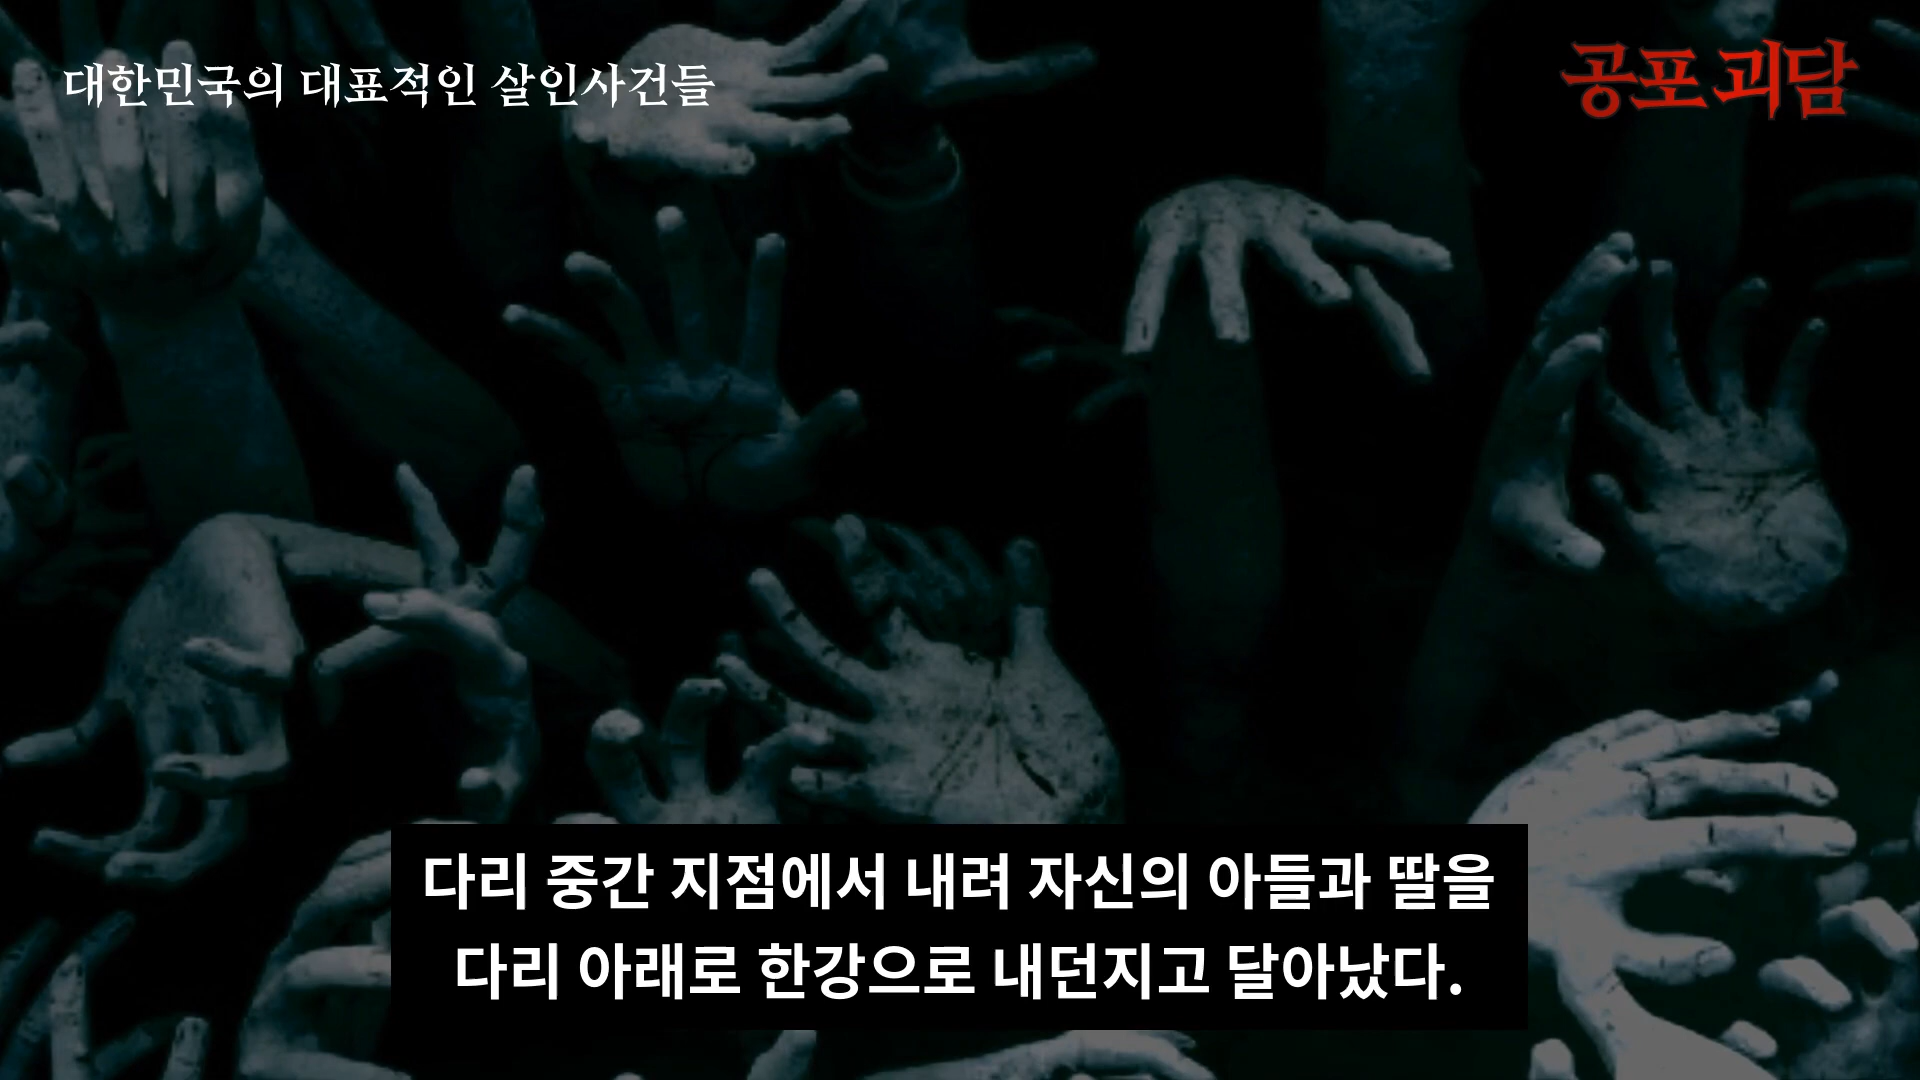 대한민국의 대표적인 살인사건들
공포 괴담
다리 중간 지점에서 내려 자신의 아들과 딸을
다리 아래로 한강으로 내던지고 달아났다.